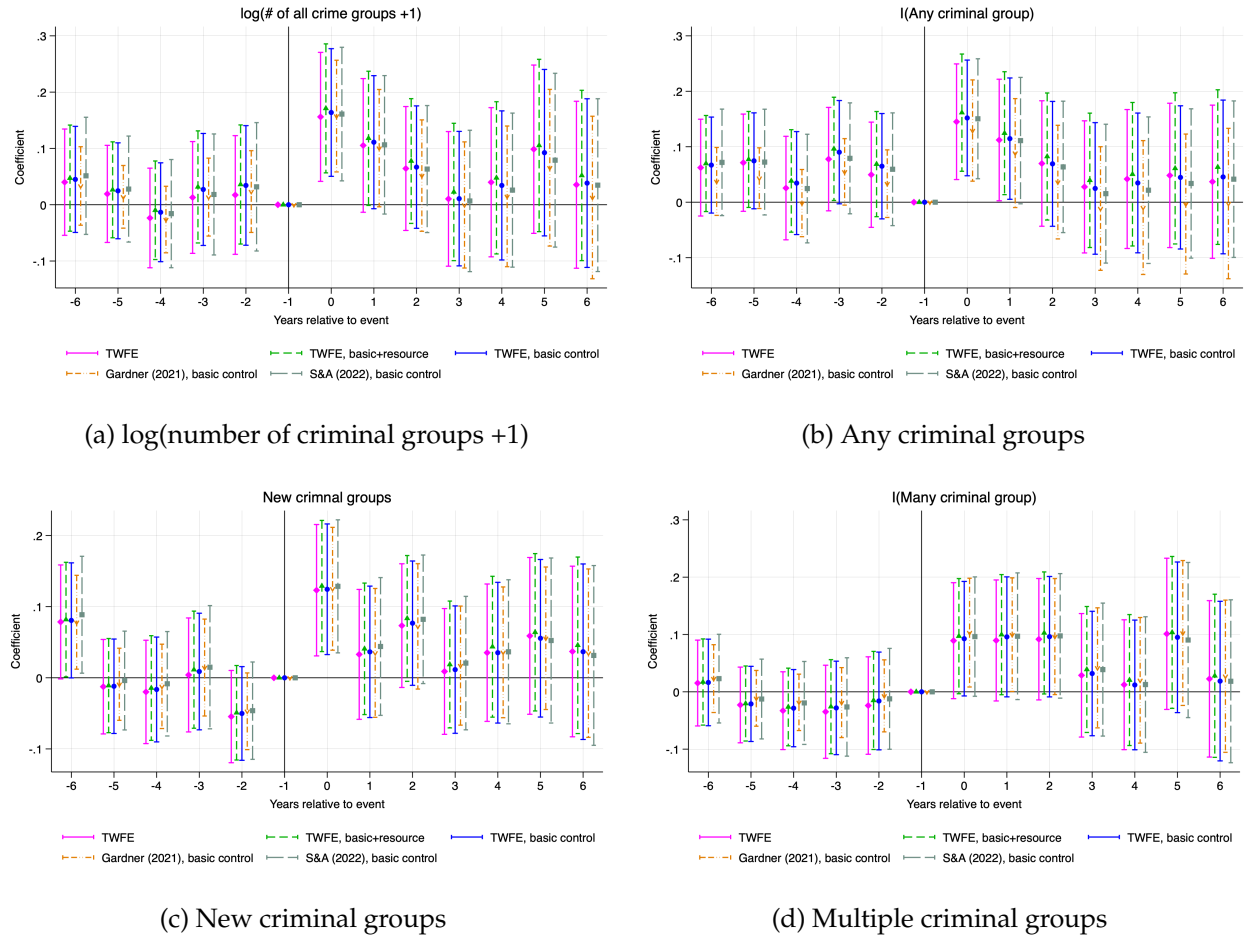 log(# of all crime groups +1)
Coefficient
.3
.2
.1
0
-.1
-6 -5 -4 -3 -2 -1 0 1 2 3 4 5 6
Years relative to event
TWFE TWFE, basic+resource TWFE, basic control
Gardner (2021), basic control S&A (2022), basic control
(a) log(number of criminal groups +1)
I(Any criminal group)
Coefficient
.3
.2
.1
0
-.1
-6 -5 -4 -3 -2 -1 0 1 2 3 4 5 6
Years relative to event
TWFE TWFE, basic+resource TWFE, basic control
Gardner (2021), basic control S&A (2022), basic control
(b) Any criminal groups
New crimnal groups
Coefficient
.2
.1
0
-.1
-6 -5 -4 -3 -2 -1 0 1 2 3 4 5 6
Years relative to event
TWFE TWFE, basic+resource TWFE, basic control
Gardner (2021), basic control S&A (2022), basic control
(c) New criminal groups
I(Many criminal group)
Coefficient
.3
.2
.1
0
-.1
-6 -5 -4 -3 -2 -1 0 1 2 3 4 5 6
Years relative to event
TWFE TWFE, basic+resource TWFE, basic control
Gardner (2021), basic control S&A (2022), basic control
(d) Multiple criminal groups